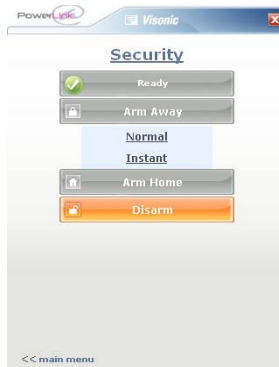 PowerLink
Visonic
Security
Ready
Arm Away
Normal
Instant
Arm Home
Disarm
<< main menu